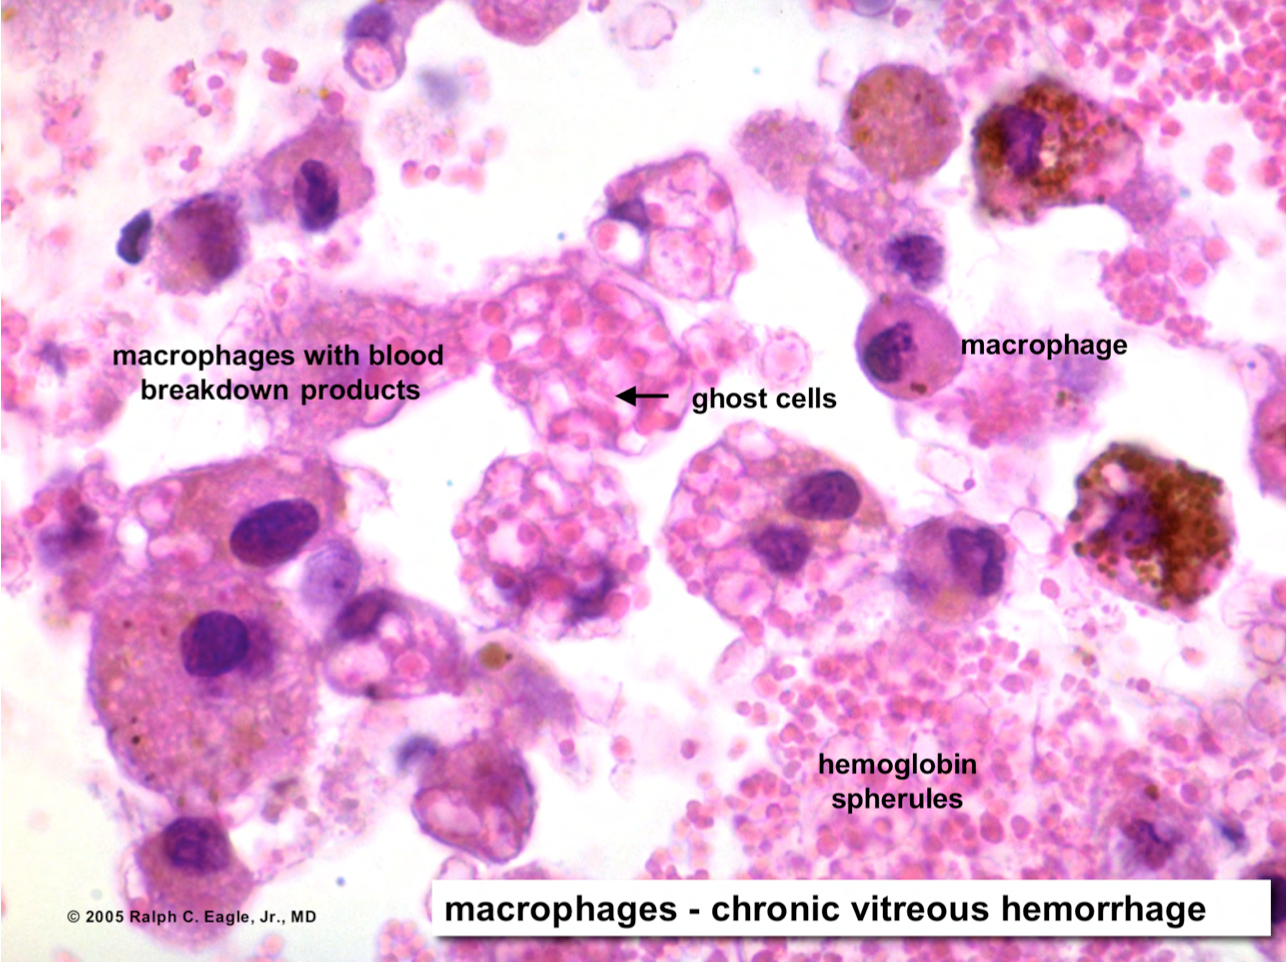 macrophages with blood
breakdown products
macrophage
ghost cells
hemoglobin
spherules
© 2005 Ralph C. Eagle, Jr., MD
macrophages - chronic vitreous hemorrhage